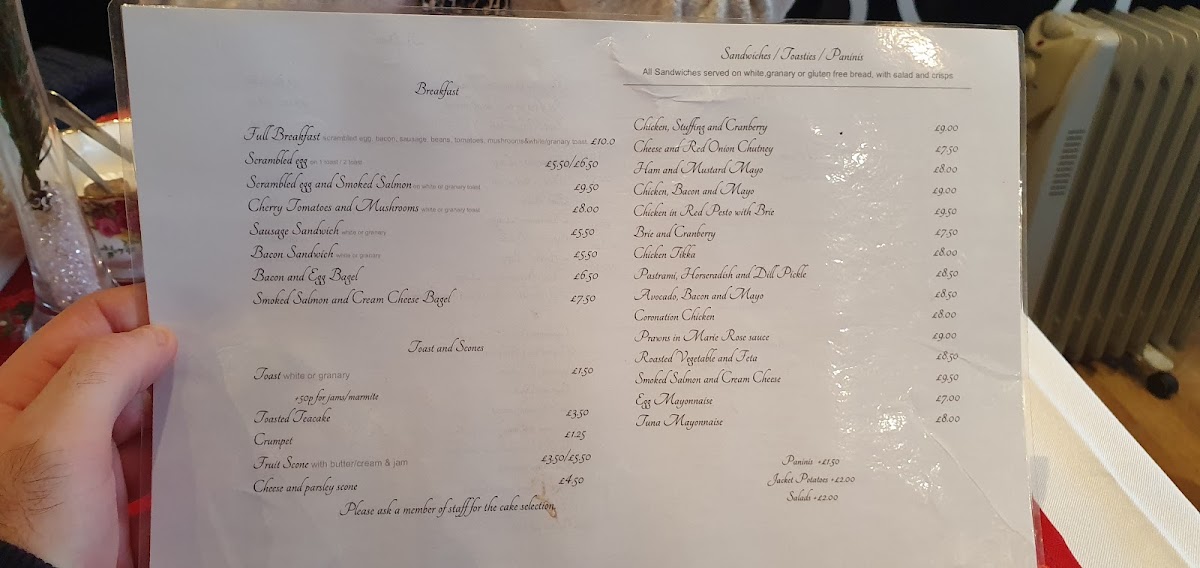 Breakfast
Full Breakfast scrambled egg, bacon, sausage, beans, tomatoes, mushrooms&white/granary toast £10.0
Scrambled egg on 1 toast / 2 toast £5.50/£6.50
Scrambled egg and Smoked Salmon on white or granary toast £9.50
Cherry Tomatoes and Mushrooms white or granary toast £8.00
Sausage Sandwich white or granary £5.50
Bacon Sandwich white or granary £5.50
Bacon and Egg Bagel £6.50
Smoked Salmon and Cream Cheese Bagel £7.50
Toast and Scones
Toast white or granary £1.50
+50p for jams/marmite
Toasted Teacake £3.50
Crumpet £1.25
Fruit Scone with butter/cream & jam £3.50/£5.50
Cheese and parsley scone £4.50
Please ask a member of staff for the cake selection.
Sandwiches / Toasties / Paninis
All Sandwiches served on white,granary or gluten free bread, with salad and crisps
Chicken, Stuffing and Cranberry £9.00
Cheese and Red Onion Chutney £7.50
Ham and Mustard Mayo £8.00
Chicken, Bacon and Mayo £9.00
Chicken in Red Pesto with Brie £9.50
Brie and Cranberry £7.50
Chicken Tikka £8.00
Pastrami, Horseradish and Dill Pickle £8.50
Avocado, Bacon and Mayo £8.50
Coronation Chicken £8.00
Prawns in Marie Rose sauce £9.00
Roasted Vegetable and Feta £8.50
Smoked Salmon and Cream Cheese £9.50
Egg Mayonnaise £7.00
Tuna Mayonnaise £8.00
Paninis +£1.50
Jacket Potatoes +£2.00
Salads +£2.00